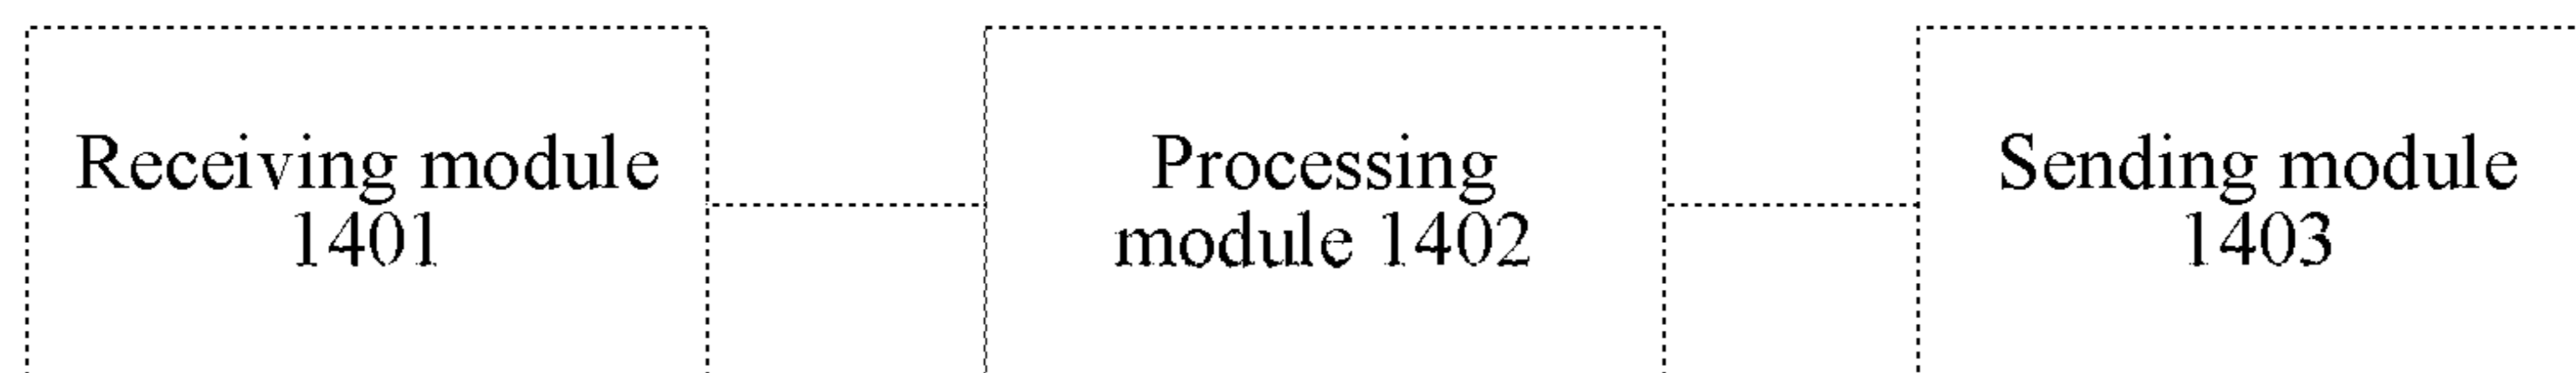 Receiving module
1401
Processing
module 1402
Sending module
1403